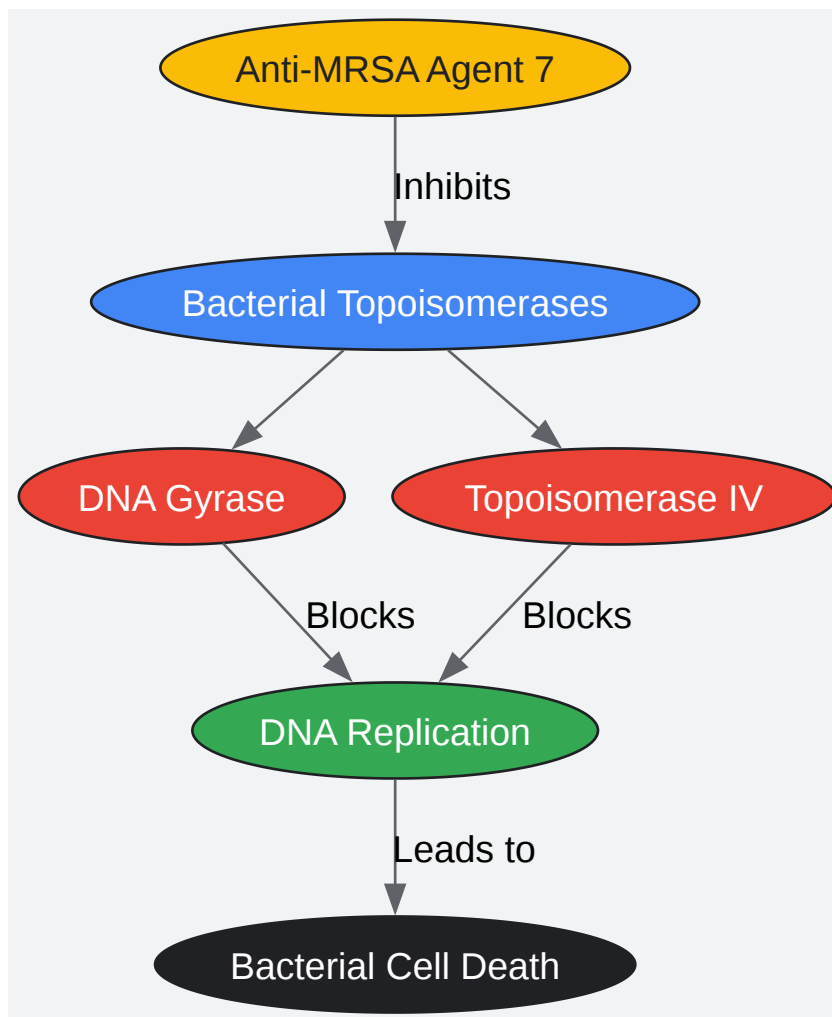 Anti-MRSA Agent 7
Inhibits
Bacterial Topoisomerases
DNA Gyrase
Topoisomerase IV
Blocks
Blocks
DNA Replication
Leads to
Bacterial Cell Death